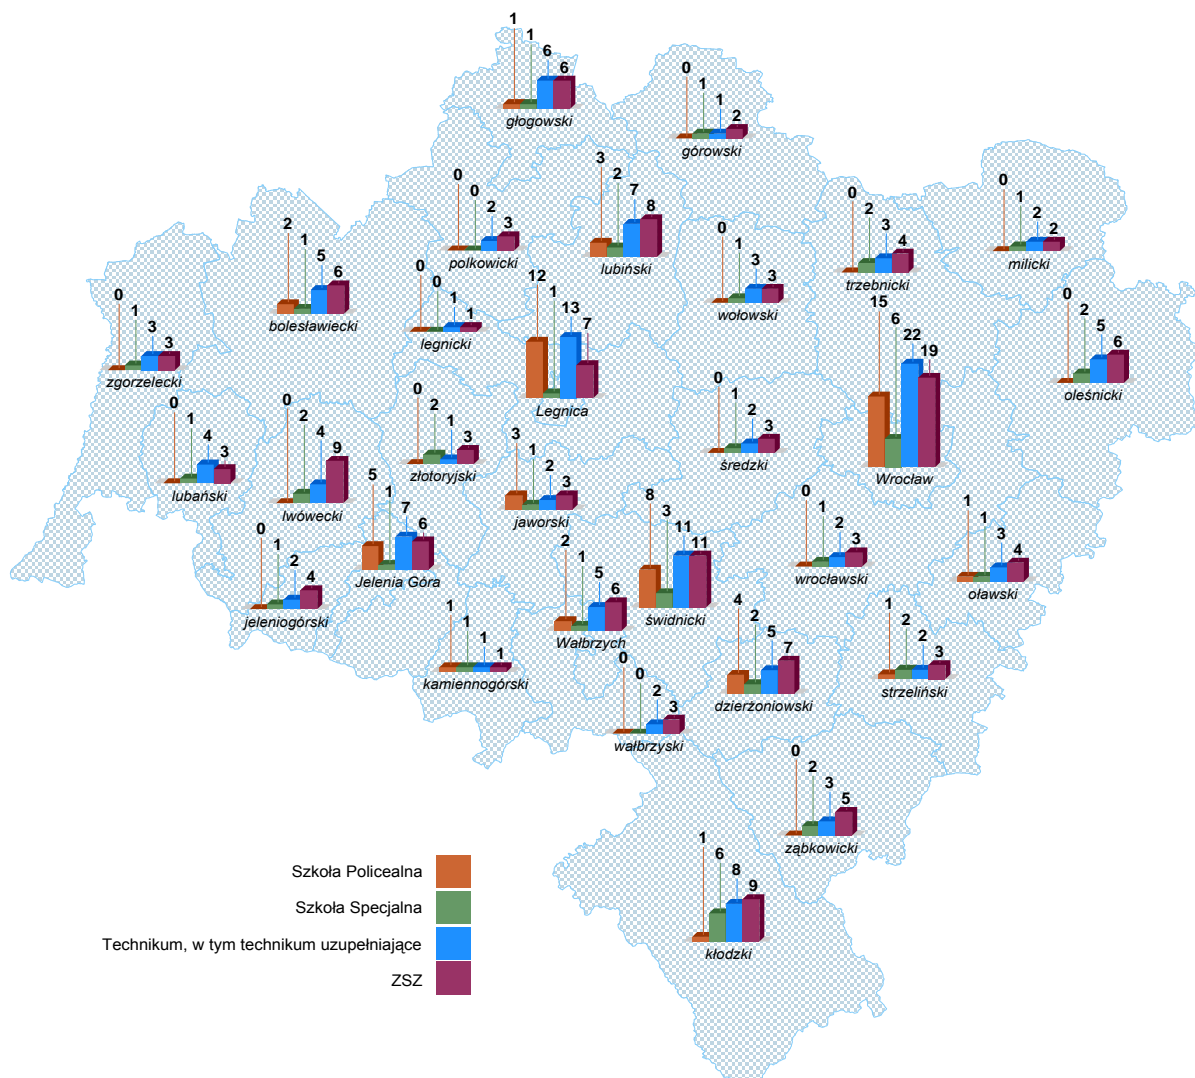 1 1 6 6
głogowski
0 1 1 2
górowski
0 0 2 3
polkowicki
3 2 7 8
lubiński
0 2 3 4
trzebnicki
0 1 2 2
milicki
2 1 5 6
bolesławiecki
0 0 1 1
legnicki
0 1 3 3
wołowski
0 1 3 3
zgorzelecki
12 1 13 7
Legnica
15 6 22 19
Wrocław
0 2 5 6
oleśnicki
0 1 4 3
lubański
0 2 4 9
lwówecki
0 2 1 3
złotoryjski
3 1 2 3
jaworski
0 1 2 3
średzki
5 1 7 6
Jelenia Góra
0 1 2 4
jeleniogórski
2 1 5 6
Wałbrzych
8 3 11 11
świdnicki
0 1 2 3
wrocławski
1 1 3 4
oławski
1 1 1 1
kamiennogórski
4 2 5 7
dzierżoniowski
1 2 2 3
strzeliński
0 0 2 3
wałbrzyski
0 2 3 5
ząbkowicki
1 6 8 9
kłodzki
Szkoła Policealna
Szkoła Specjalna
Technikum, w tym technikum uzupełniające
ZSZ